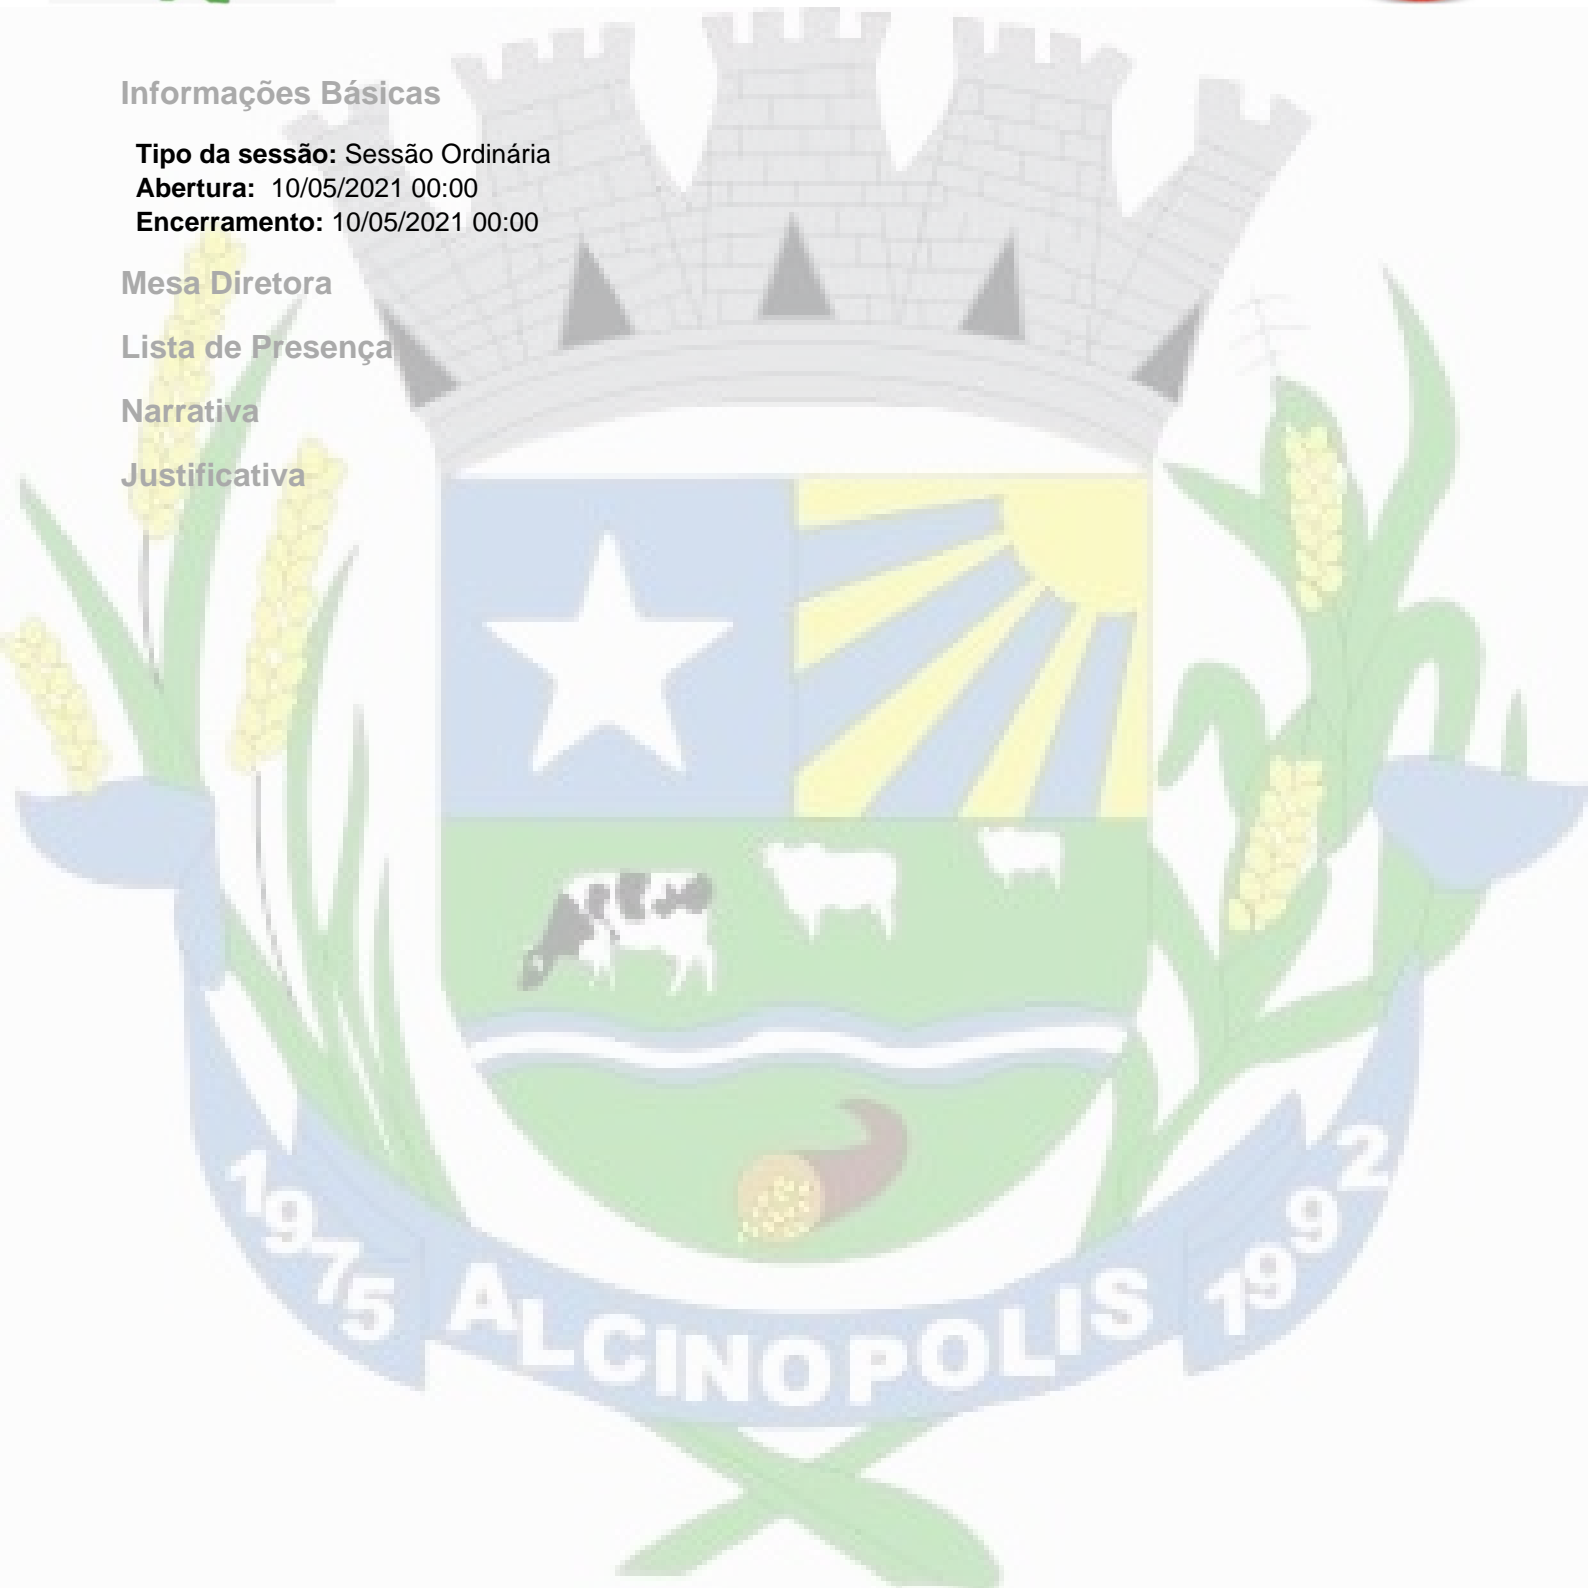 Informações Básicas
Tipo da sessão: Sessão Ordinária
Abertura: 10/05/2021 00:00
Encerramento: 10/05/2021 00:00
Mesa Diretora
Lista de Presença
Narrativa
Justificativa
1975 ALCINOPOLIS 1992